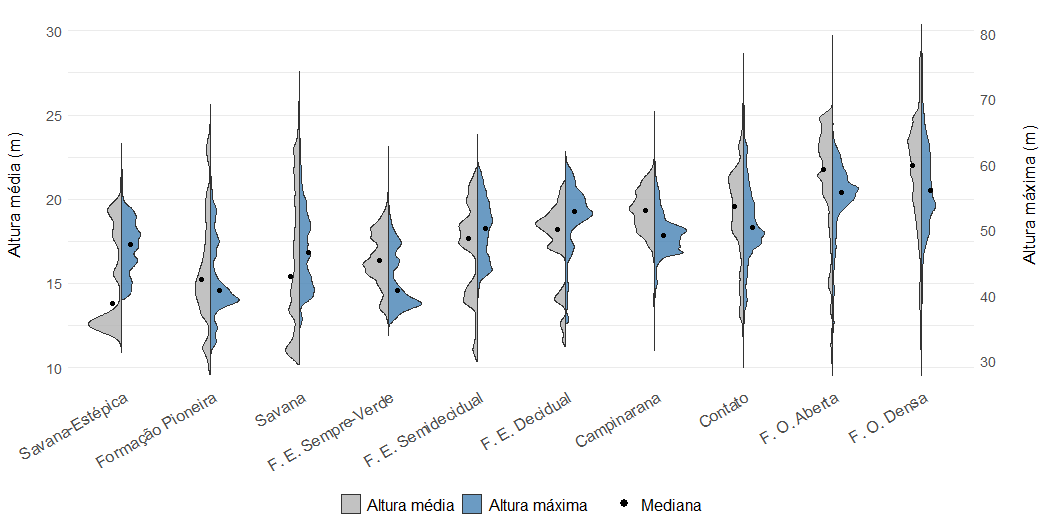 30
25
20
15
10
Altura média (m)
80
70
60
50
40
30
Altura máxima (m)
Savana-Estépica
Formação Pioneira
Savana
F. E. Sempre-Verde
F. E. Semidecidual
F. E. Decidual
Campinarana
Contato
F. O. Aberta
F. O. Densa
Altura média Altura máxima Mediana